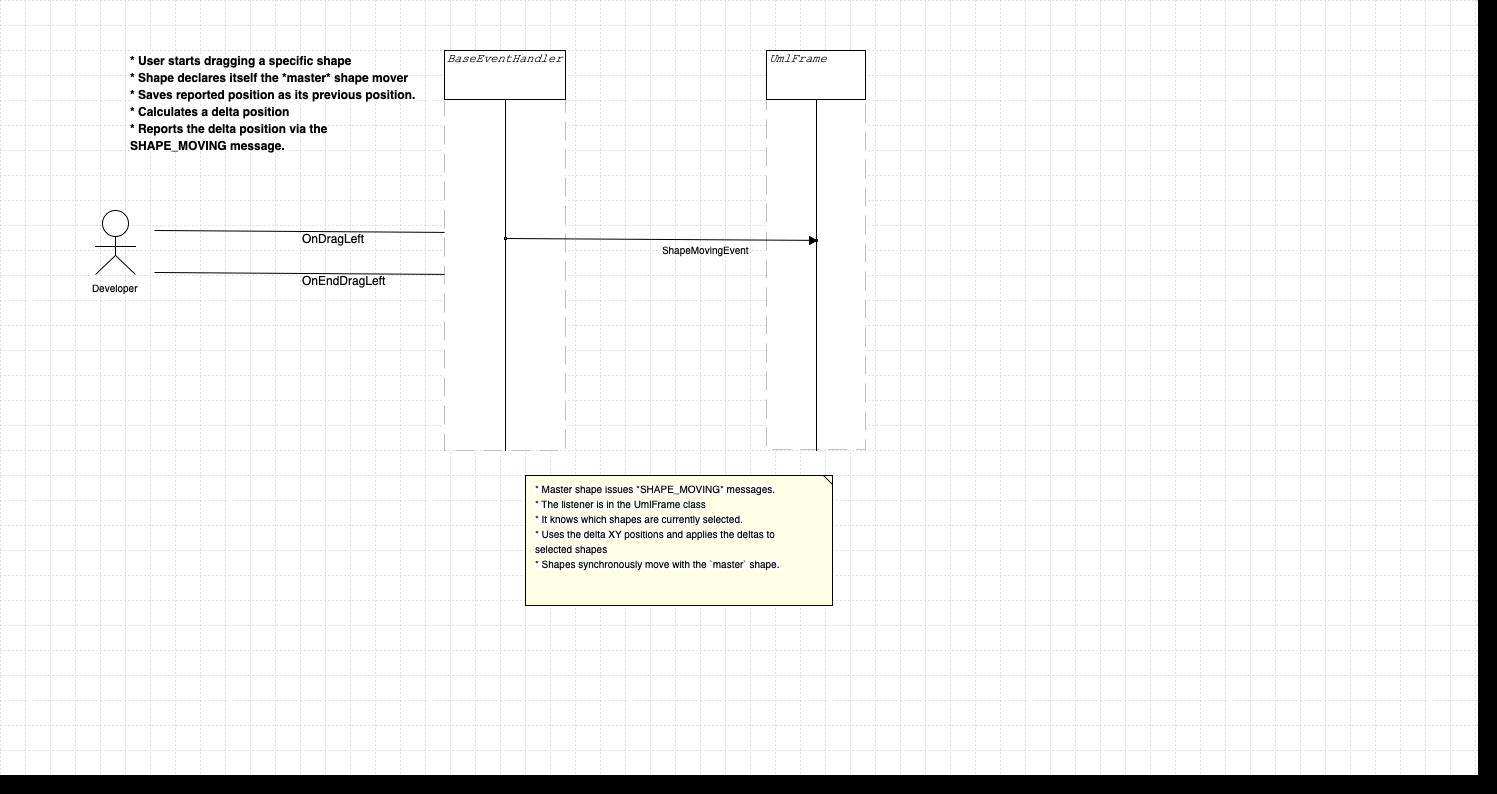 * User starts dragging a specific shape
* Shape declares itself the *master* shape mover
* Saves reported position as its previous position.
* Calculates a delta position
* Reports the delta position via the
SHAPE_MOVING message.
BaseEventHandler
UmlFrame
OnDragLeft
ShapeMovingEvent
OnEndDragLeft
Developer
* Master shape issues "SHAPE_MOVING" messages.
* The listener is in the UmlFrame class
* It knows which shapes are currently selected.
* Uses the delta XY positions and applies the deltas to
selected shapes
* Shapes synchronously move with the `master` shape.